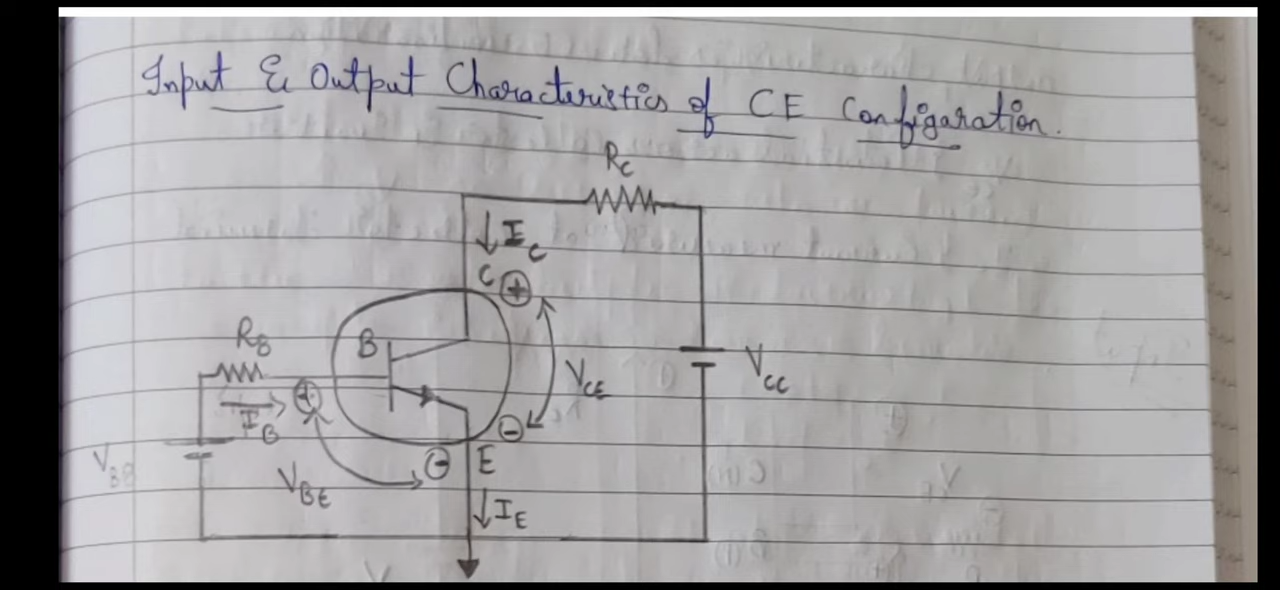 Input & Output Characteristics of CE Configaration.
RC
↓ IC
C +
RB
B
VCE
VCC
+
IB
-
VBB
- E
VBE
↓ IE